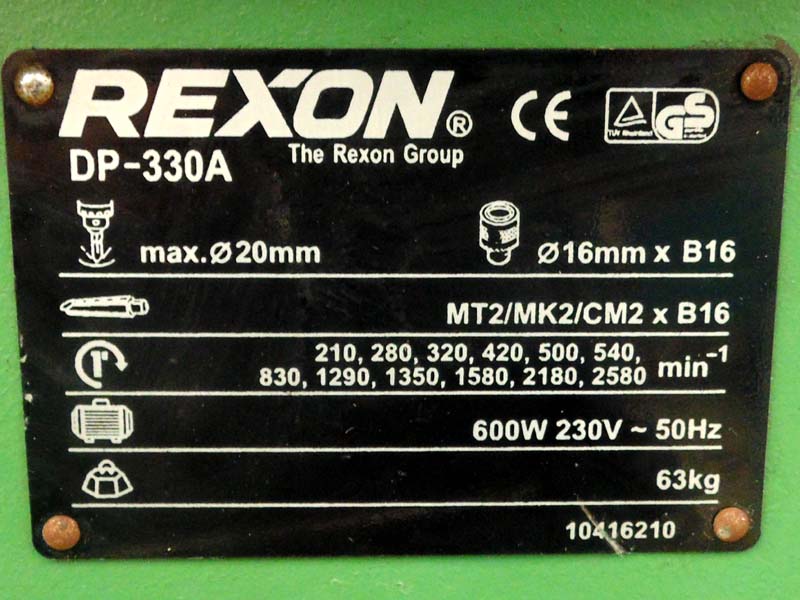 REXON®
The Rexon Group
DP-330A
CE
TÜV Rheinland
GS
max.Ø20mm
Ø16mm x B16
MT2/MK2/CM2 x B16
1'
210, 280, 320, 420, 500, 540,
830, 1290, 1350, 1580, 2180, 2580 min⁻¹
600W 230V ~ 50Hz
63kg
10416210